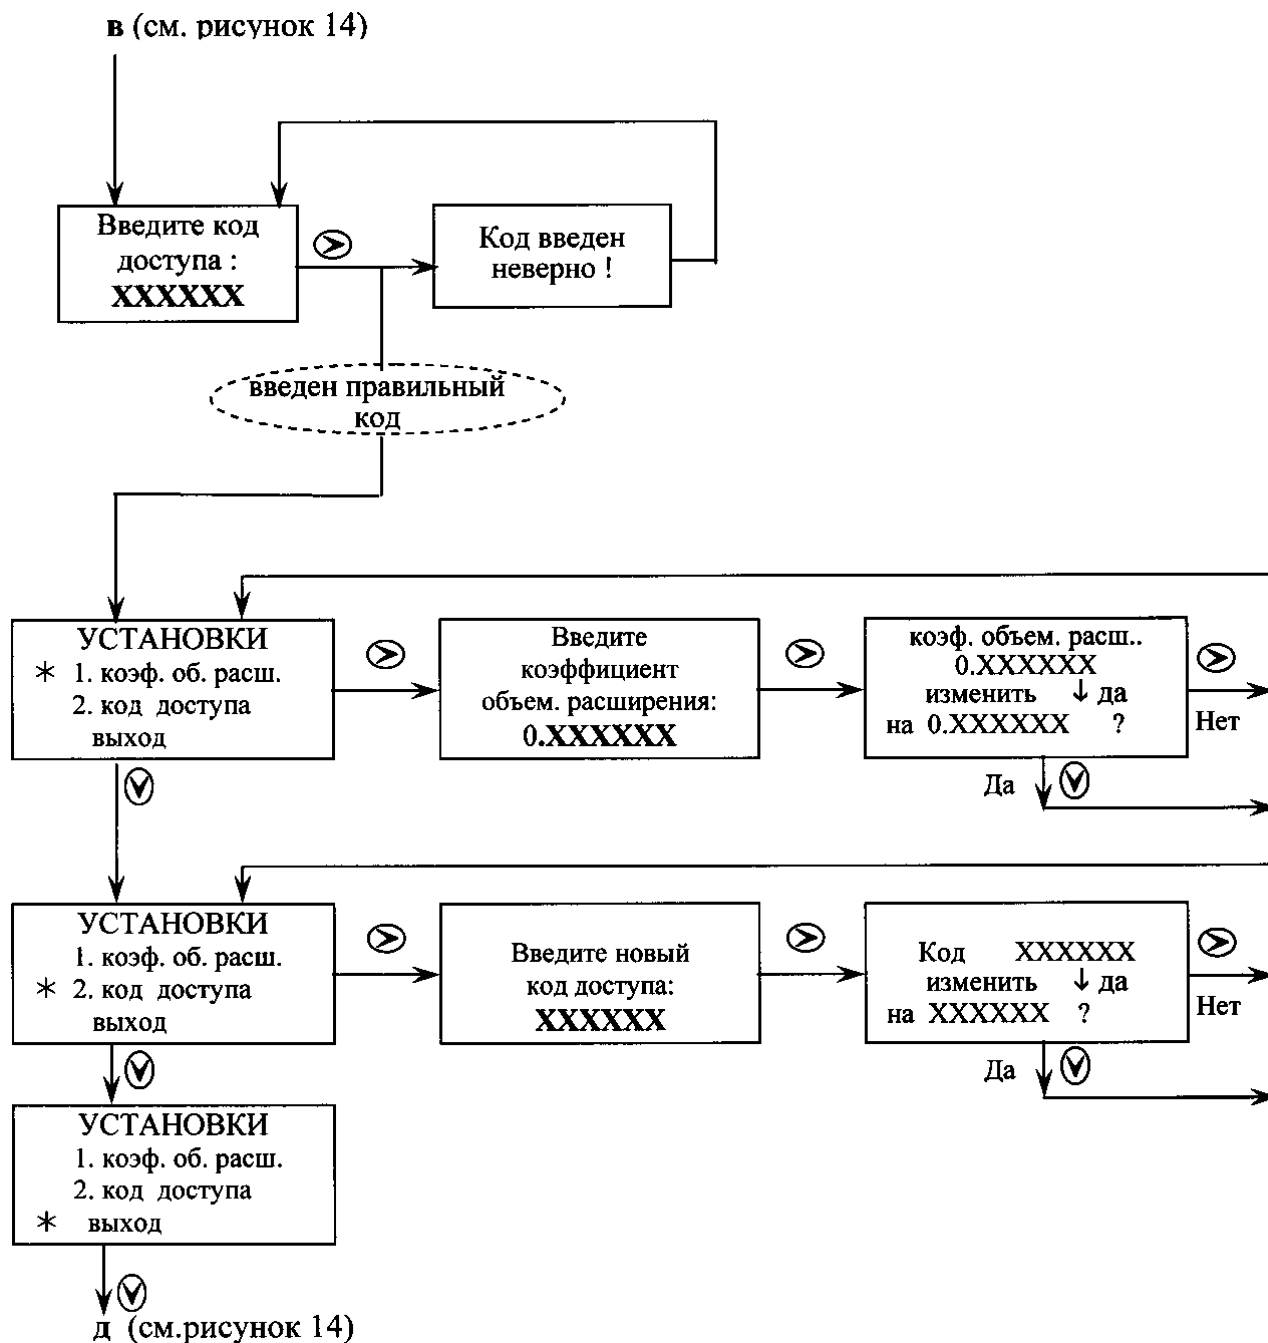 в (см. рисунок 14)
Введите код
доступа :
XXXXXX
Код введен
неверно !
введен правильный
код
УСТАНОВКИ
* 1. коэф. об. расш.
2. код доступа
выход
Введите
коэффициент
объем. расширения:
0.XXXXXX
коэф. объем. расш..
0.XXXXXX
изменить ↓ да
на 0.XXXXXX ?
Нет
Да
УСТАНОВКИ
1. коэф. об. расш.
* 2. код доступа
выход
Введите новый
код доступа:
XXXXXX
Код XXXXXX
изменить ↓ да
на XXXXXX ?
Нет
Да
УСТАНОВКИ
1. коэф. об. расш.
2. код доступа
* выход
д (см.рисунок 14)